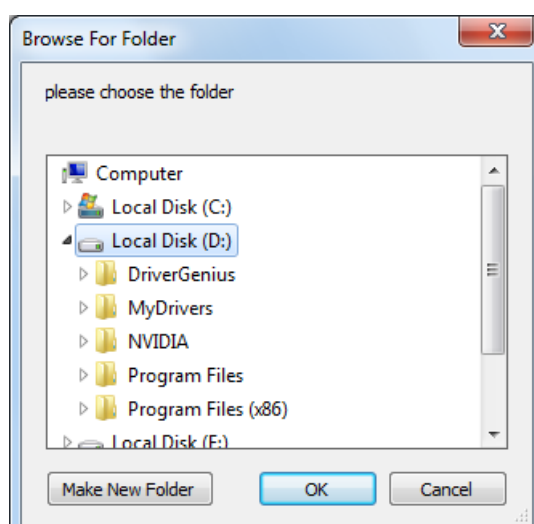 Browse For Folder
please choose the folder
Computer
Local Disk (C:)
Local Disk (D:)
DriverGenius
MyDrivers
NVIDIA
Program Files
Program Files (x86)
Local Disk (E:)
Make New Folder OK Cancel